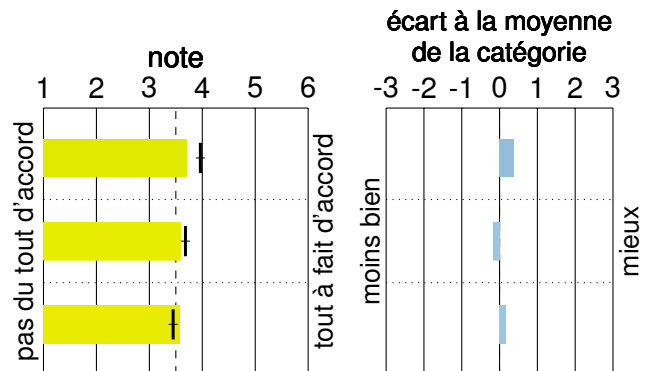 note
1 2 3 4 5 6
pas du tout d'accord
tout à fait d'accord
écart à la moyenne
de la catégorie
-3 -2 -1 0 1 2 3
moins bien
mieux